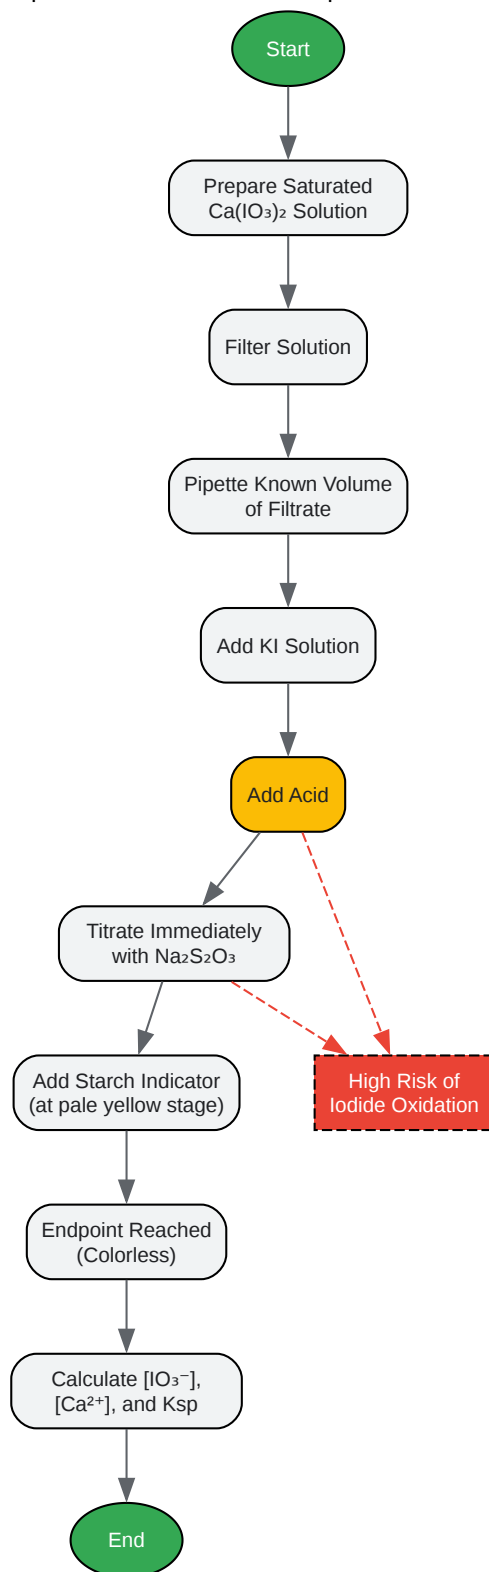 Start
Prepare Saturated
Ca(IO₃)₂ Solution
Filter Solution
Pipette Known Volume
of Filtrate
Add KI Solution
Add Acid
Titrate Immediately
with Na₂S₂O₃
Add Starch Indicator
(at pale yellow stage)
High Risk of
Iodide Oxidation
Endpoint Reached
(Colorless)
Calculate [IO₃⁻],
[Ca²⁺], and Ksp
End